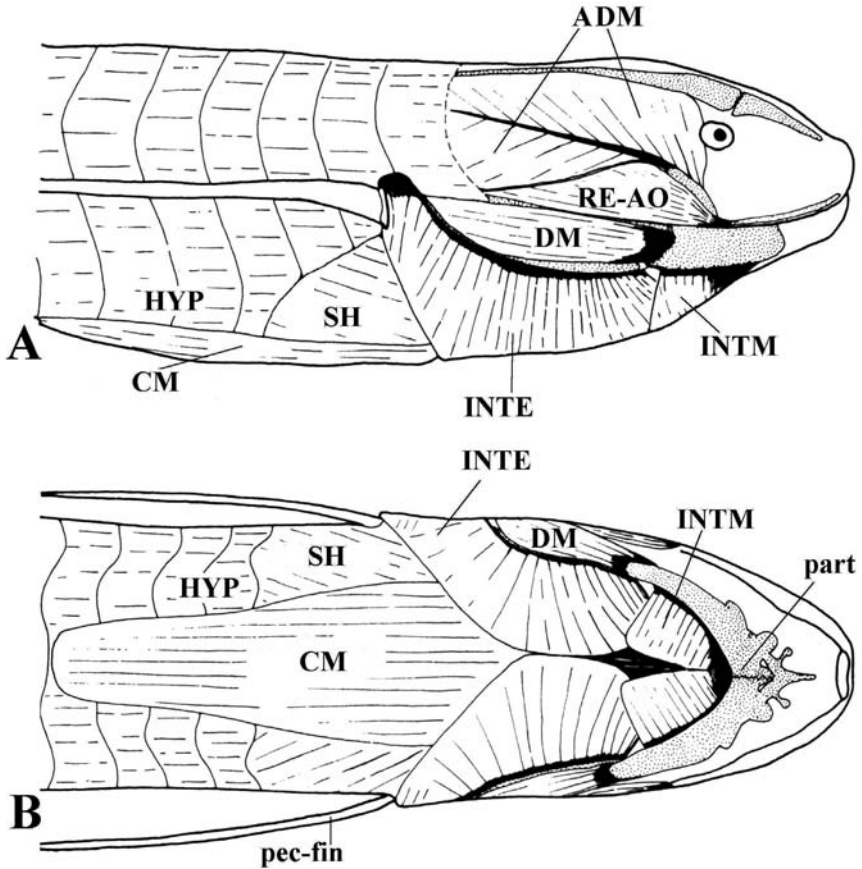 ADM
RE-AO
DM
HYP
SH
A
INTM
CM
INTE
INTE
INTM
DM
part
SH
HYP
CM
B
pec-fin